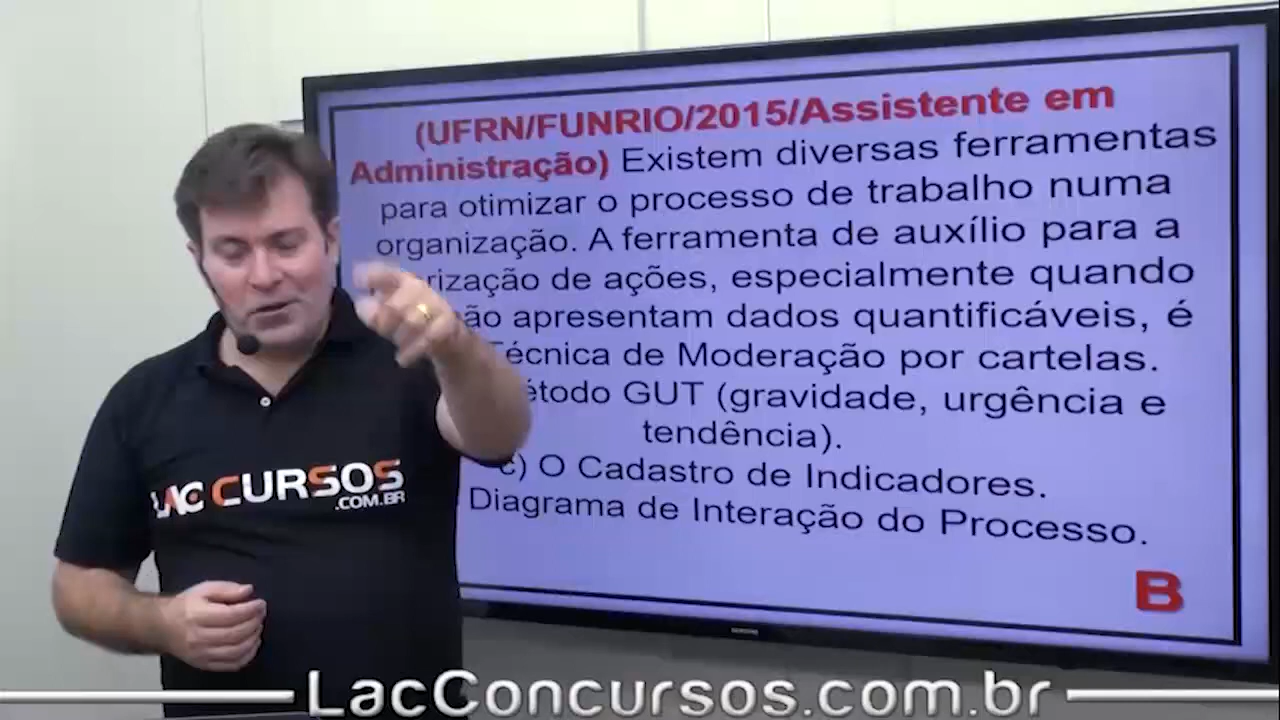 (UFRN/FUNRIO/2015/Assistente em
Administração) Existem diversas ferramentas
para otimizar o processo de trabalho numa
organização. A ferramenta de auxílio para a
rização de ações, especialmente quando
apresentam dados quantificáveis, é
Técnica de Moderação por cartelas.
GUT (gravidade, urgência e
tendência).
c) O Cadastro de Indicadores.
Diagrama de Interação do Processo.
B
LAC CURSOS
.COM.BR
SAMSUNG
LacConcursos.com.br